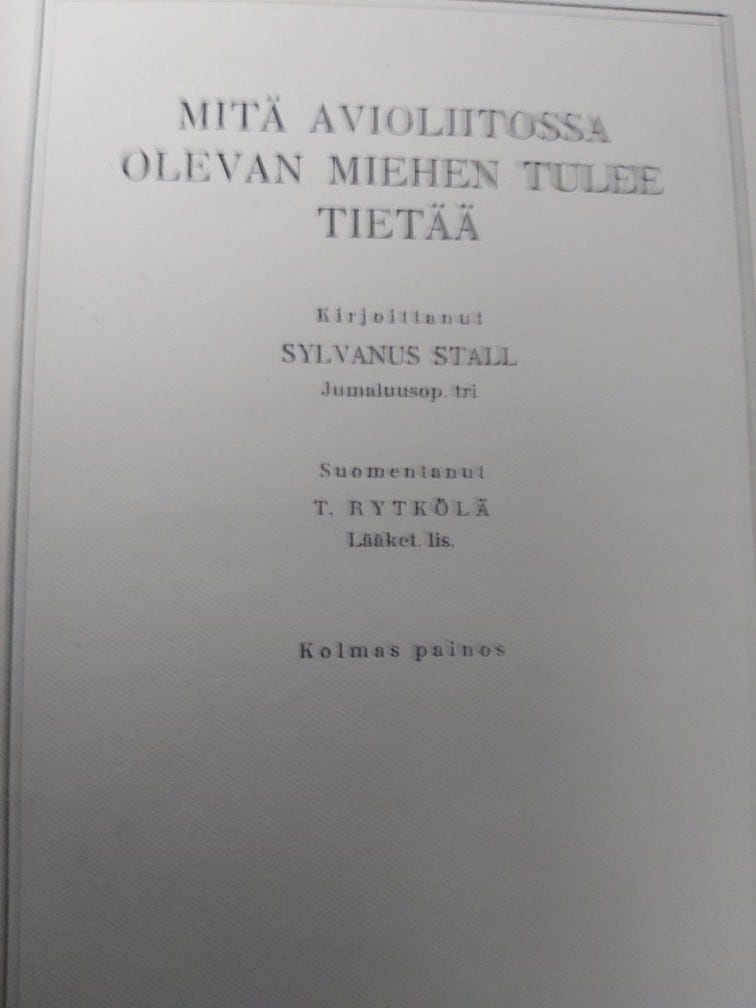 MITÄ AVIOLIITOSSA
OLEVAN MIEHEN TULEE
TIETÄÄ
Kirjoittanut
SYLVANUS STALL
Jumaluusop. tri
Suomentanut
T. RYTKÖLÄ
Lääket. lis.
Kolmas painos